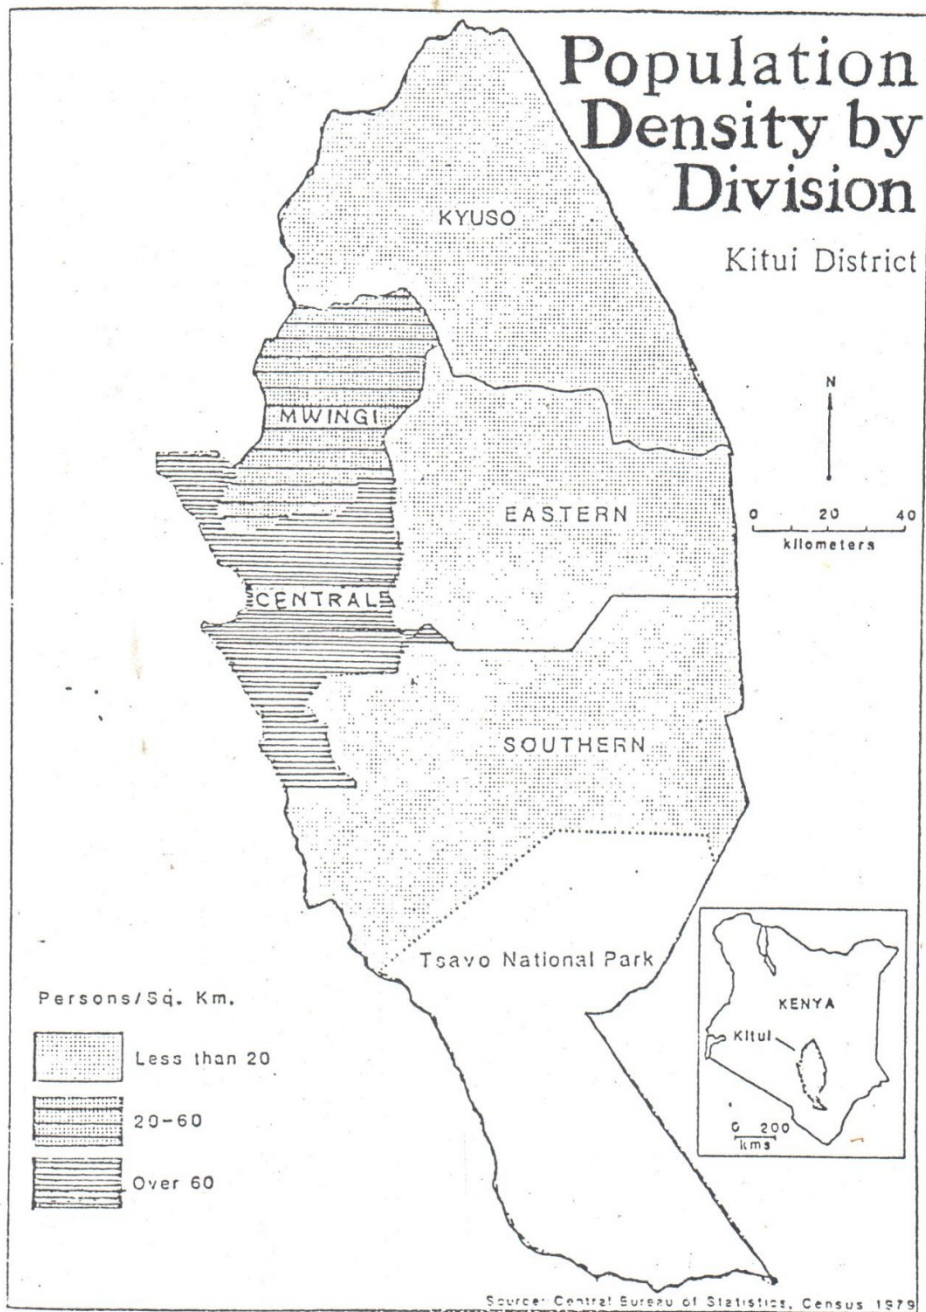 Population
Density by
Division
Kitui District
KYUSO
N
MWINGI
EASTERN
0 20 40
kilometers
CENTRAL
SOUTHERN
Tsavo National Park
Persons/Sq. Km.
Less than 20
20-60
Over 60
KENYA
Kitui
0 200
kms
Source: Central Bureau of Statistics, Census 1979